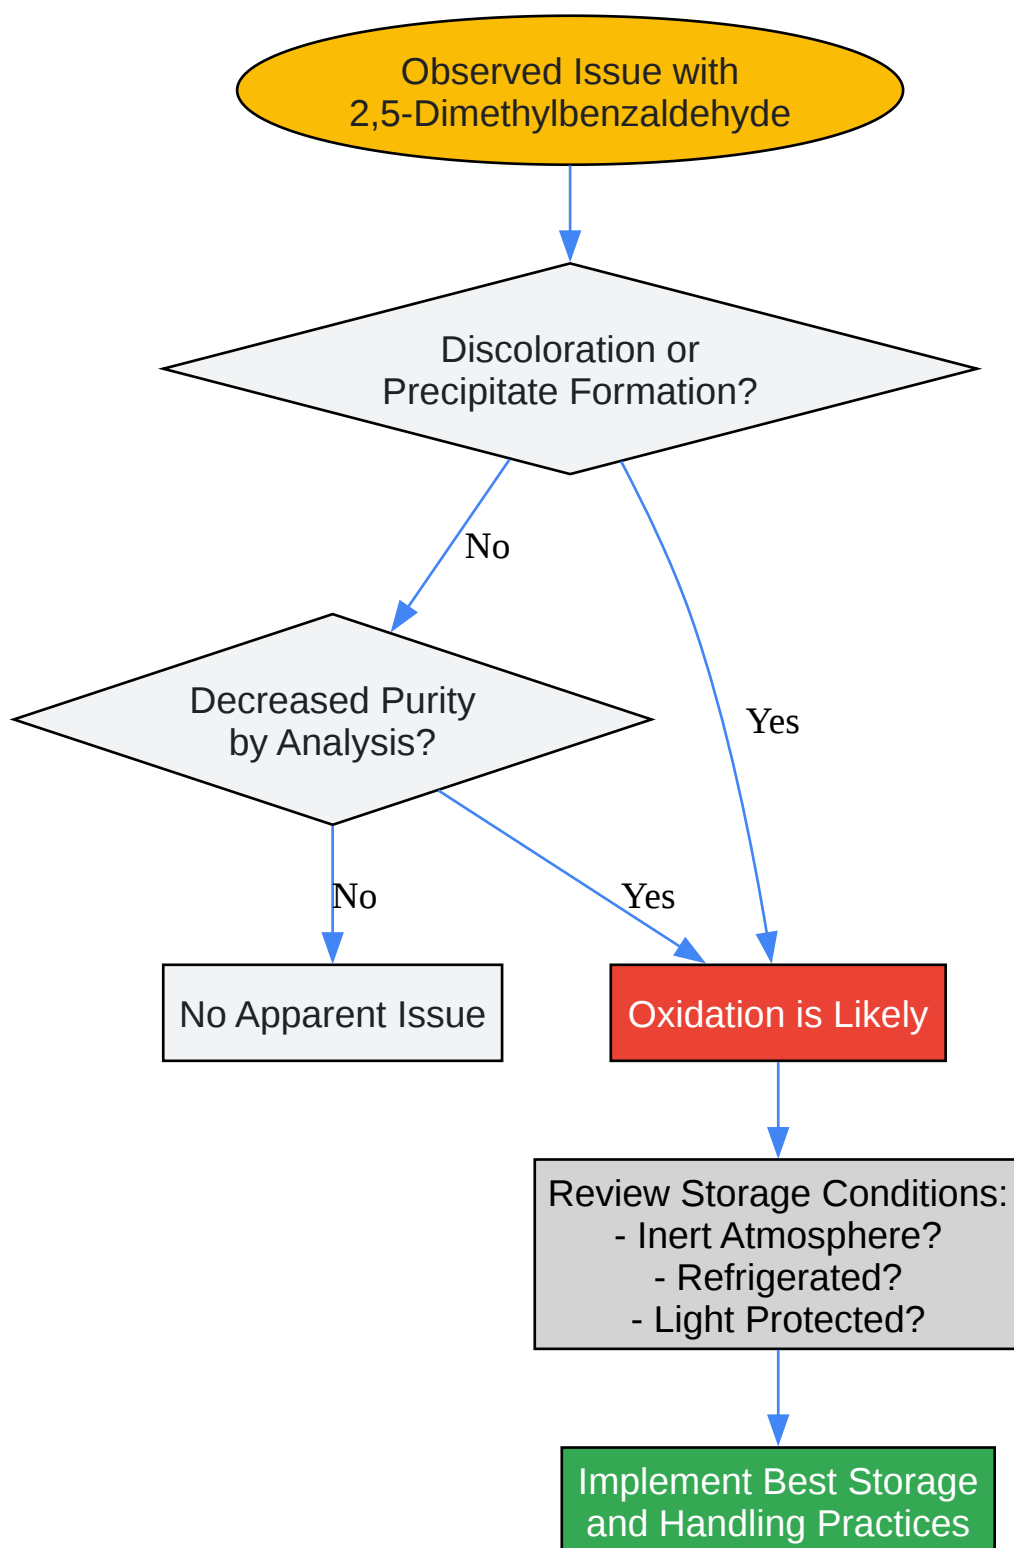 Observed Issue with
2,5-Dimethylbenzaldehyde
Discoloration or
Precipitate Formation?
No
Yes
Decreased Purity
by Analysis?
No
Yes
No Apparent Issue
Oxidation is Likely
Review Storage Conditions:
- Inert Atmosphere?
- Refrigerated?
- Light Protected?
Implement Best Storage
and Handling Practices